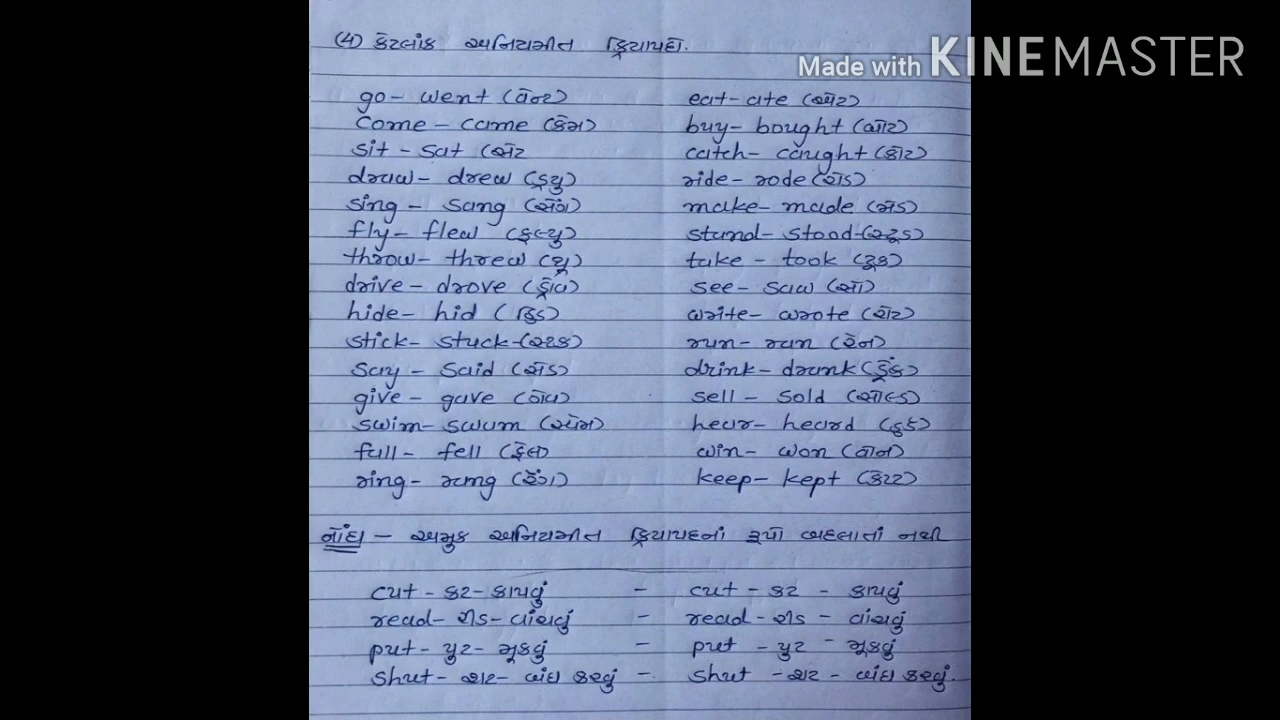 (4) કેટલાંક અનિયમીત ક્રિયાપદો.
Made with KINEMASTER
go - went (વેન્ટ) eat - ate (એટ)
come - came (કેમ) buy - bought (બોટ)
sit - sat (સેટ catch - caught (કોટ)
draw - drew (ડ્રયુ) ride - rode (રોડ)
sing - sang (સેંગ) make - made (મેડ)
fly - flew (ફલ્યુ) stand - stood - (સ્ટૂડ)
throw - threw (થ્રૂ) take - took (ટૂક)
drive - drove (ડ્રોવ) see - saw (સો)
hide - hid (હિડ) write - wrote (રોટ)
stick - stuck - (સ્ટક) run - ran (રેન)
say - said (સેડ) drink - drank (ડ્રેંક)
give - gave (ગેવ) sell - sold (સોલ્ડ)
swim - swam (સ્વેમ) hear - heard (હર્ડ)
fall - fell (ફેલ) win - won (વોન)
ring - rang (રેંગ) keep - kept (કેપ્ટ)
નોંધ - અમુક અનિયમીત ક્રિયાપદનાં રૂપો બદલાતાં નથી
cut - કટ - કાપવું - cut - કટ - કાપવું
read - રીડ - વાંચવું - read - રીડ - વાંચવું
put - પુટ - મૂકવું - put - પુટ - મૂકવું
shut - શટ - બંધ કરવું - shut - શટ - બંધ કરવું.